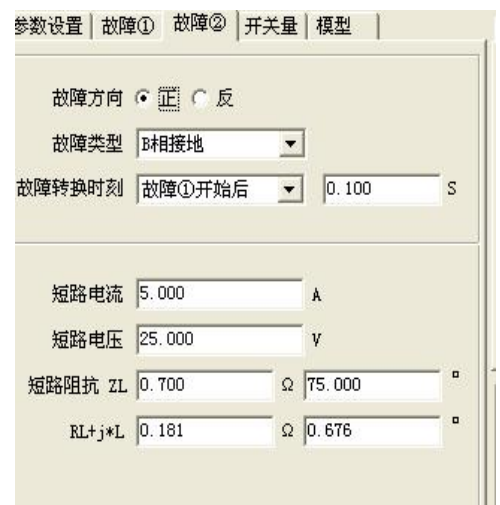 参数设置 故障① 故障② 开关量 模型
故障方向 正 反
故障类型 B相接地
故障转换时刻 故障①开始后 0.100 S
短路电流 5.000 A
短路电压 25.000 V
短路阻抗 ZL 0.700 Ω 75.000 °
RL+j*L 0.181 Ω 0.676 °